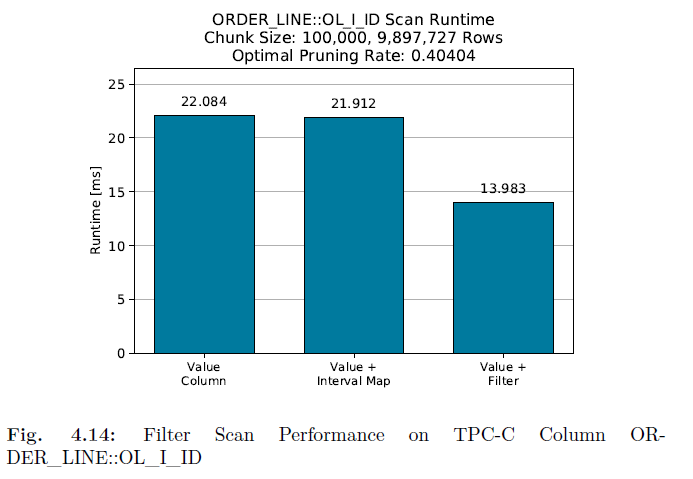 ORDER_LINE::OL_I_ID Scan Runtime
Chunk Size: 100,000, 9,897,727 Rows
Optimal Pruning Rate: 0.40404
25
20
15
10
5
0
Runtime [ms]
22.084
21.912
13.983
Value
Column
Value +
Interval Map
Value +
Filter
Fig. 4.14: Filter Scan Performance on TPC-C Column OR-
DER_LINE::OL_I_ID